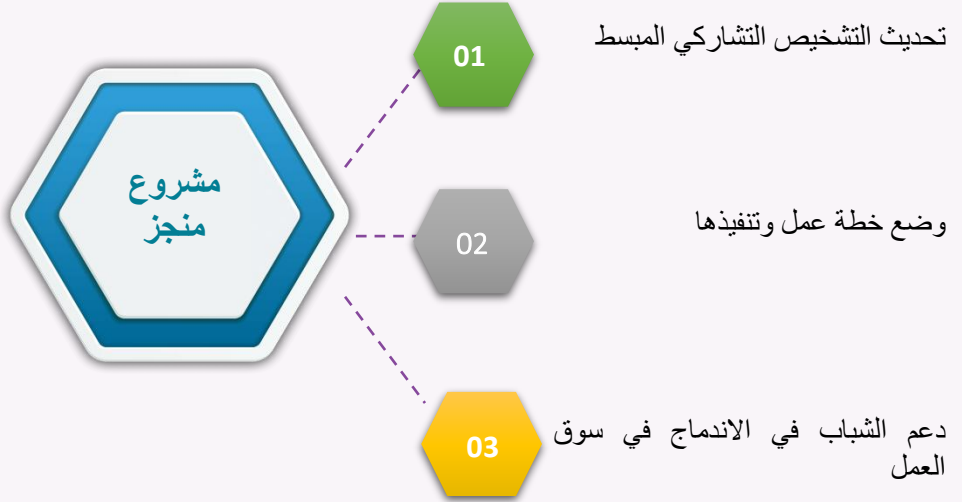 مشروع
منجز
01
تحديث التشخيص التشاركي المبسط
02
وضع خطة عمل وتنفيذها
03
دعم الشباب في الاندماج في سوق
العمل